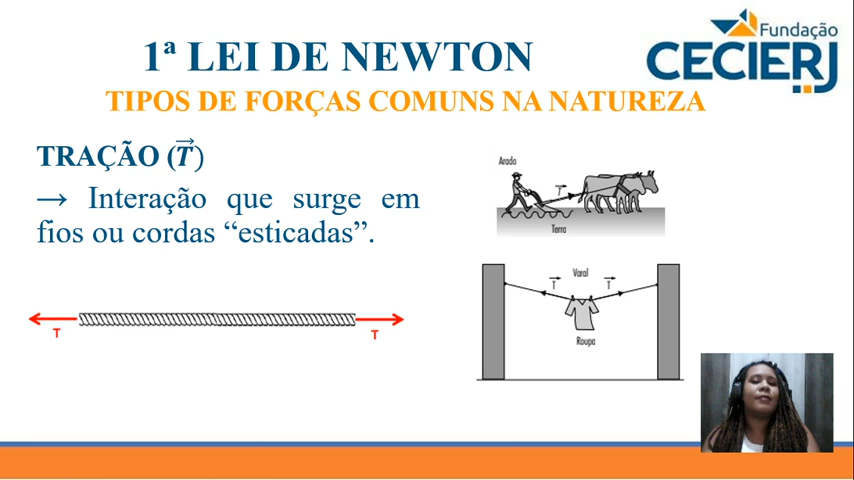 1ª LEI DE NEWTON
Fundação
CECIERJ
TIPOS DE FORÇAS COMUNS NA NATUREZA
TRAÇÃO (T⃗)
→ Interação que surge em
fios ou cordas “esticadas”.
T
T
Arado
T⃗
Terra
Varal
T⃗
T⃗
Roupa